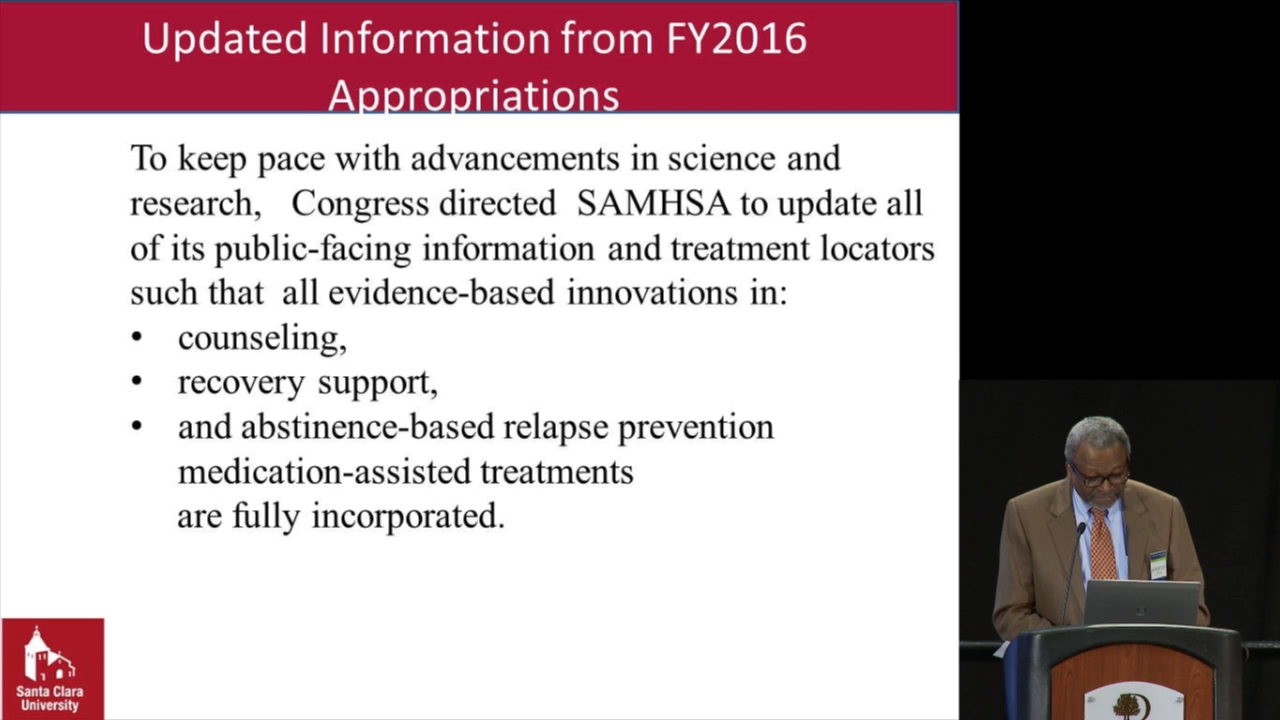 Updated Information from FY2016
Appropriations
To keep pace with advancements in science and
research, Congress directed SAMHSA to update all
of its public-facing information and treatment locators
such that all evidence-based innovations in:
• counseling,
• recovery support,
• and abstinence-based relapse prevention
medication-assisted treatments
are fully incorporated.
Santa Clara
University